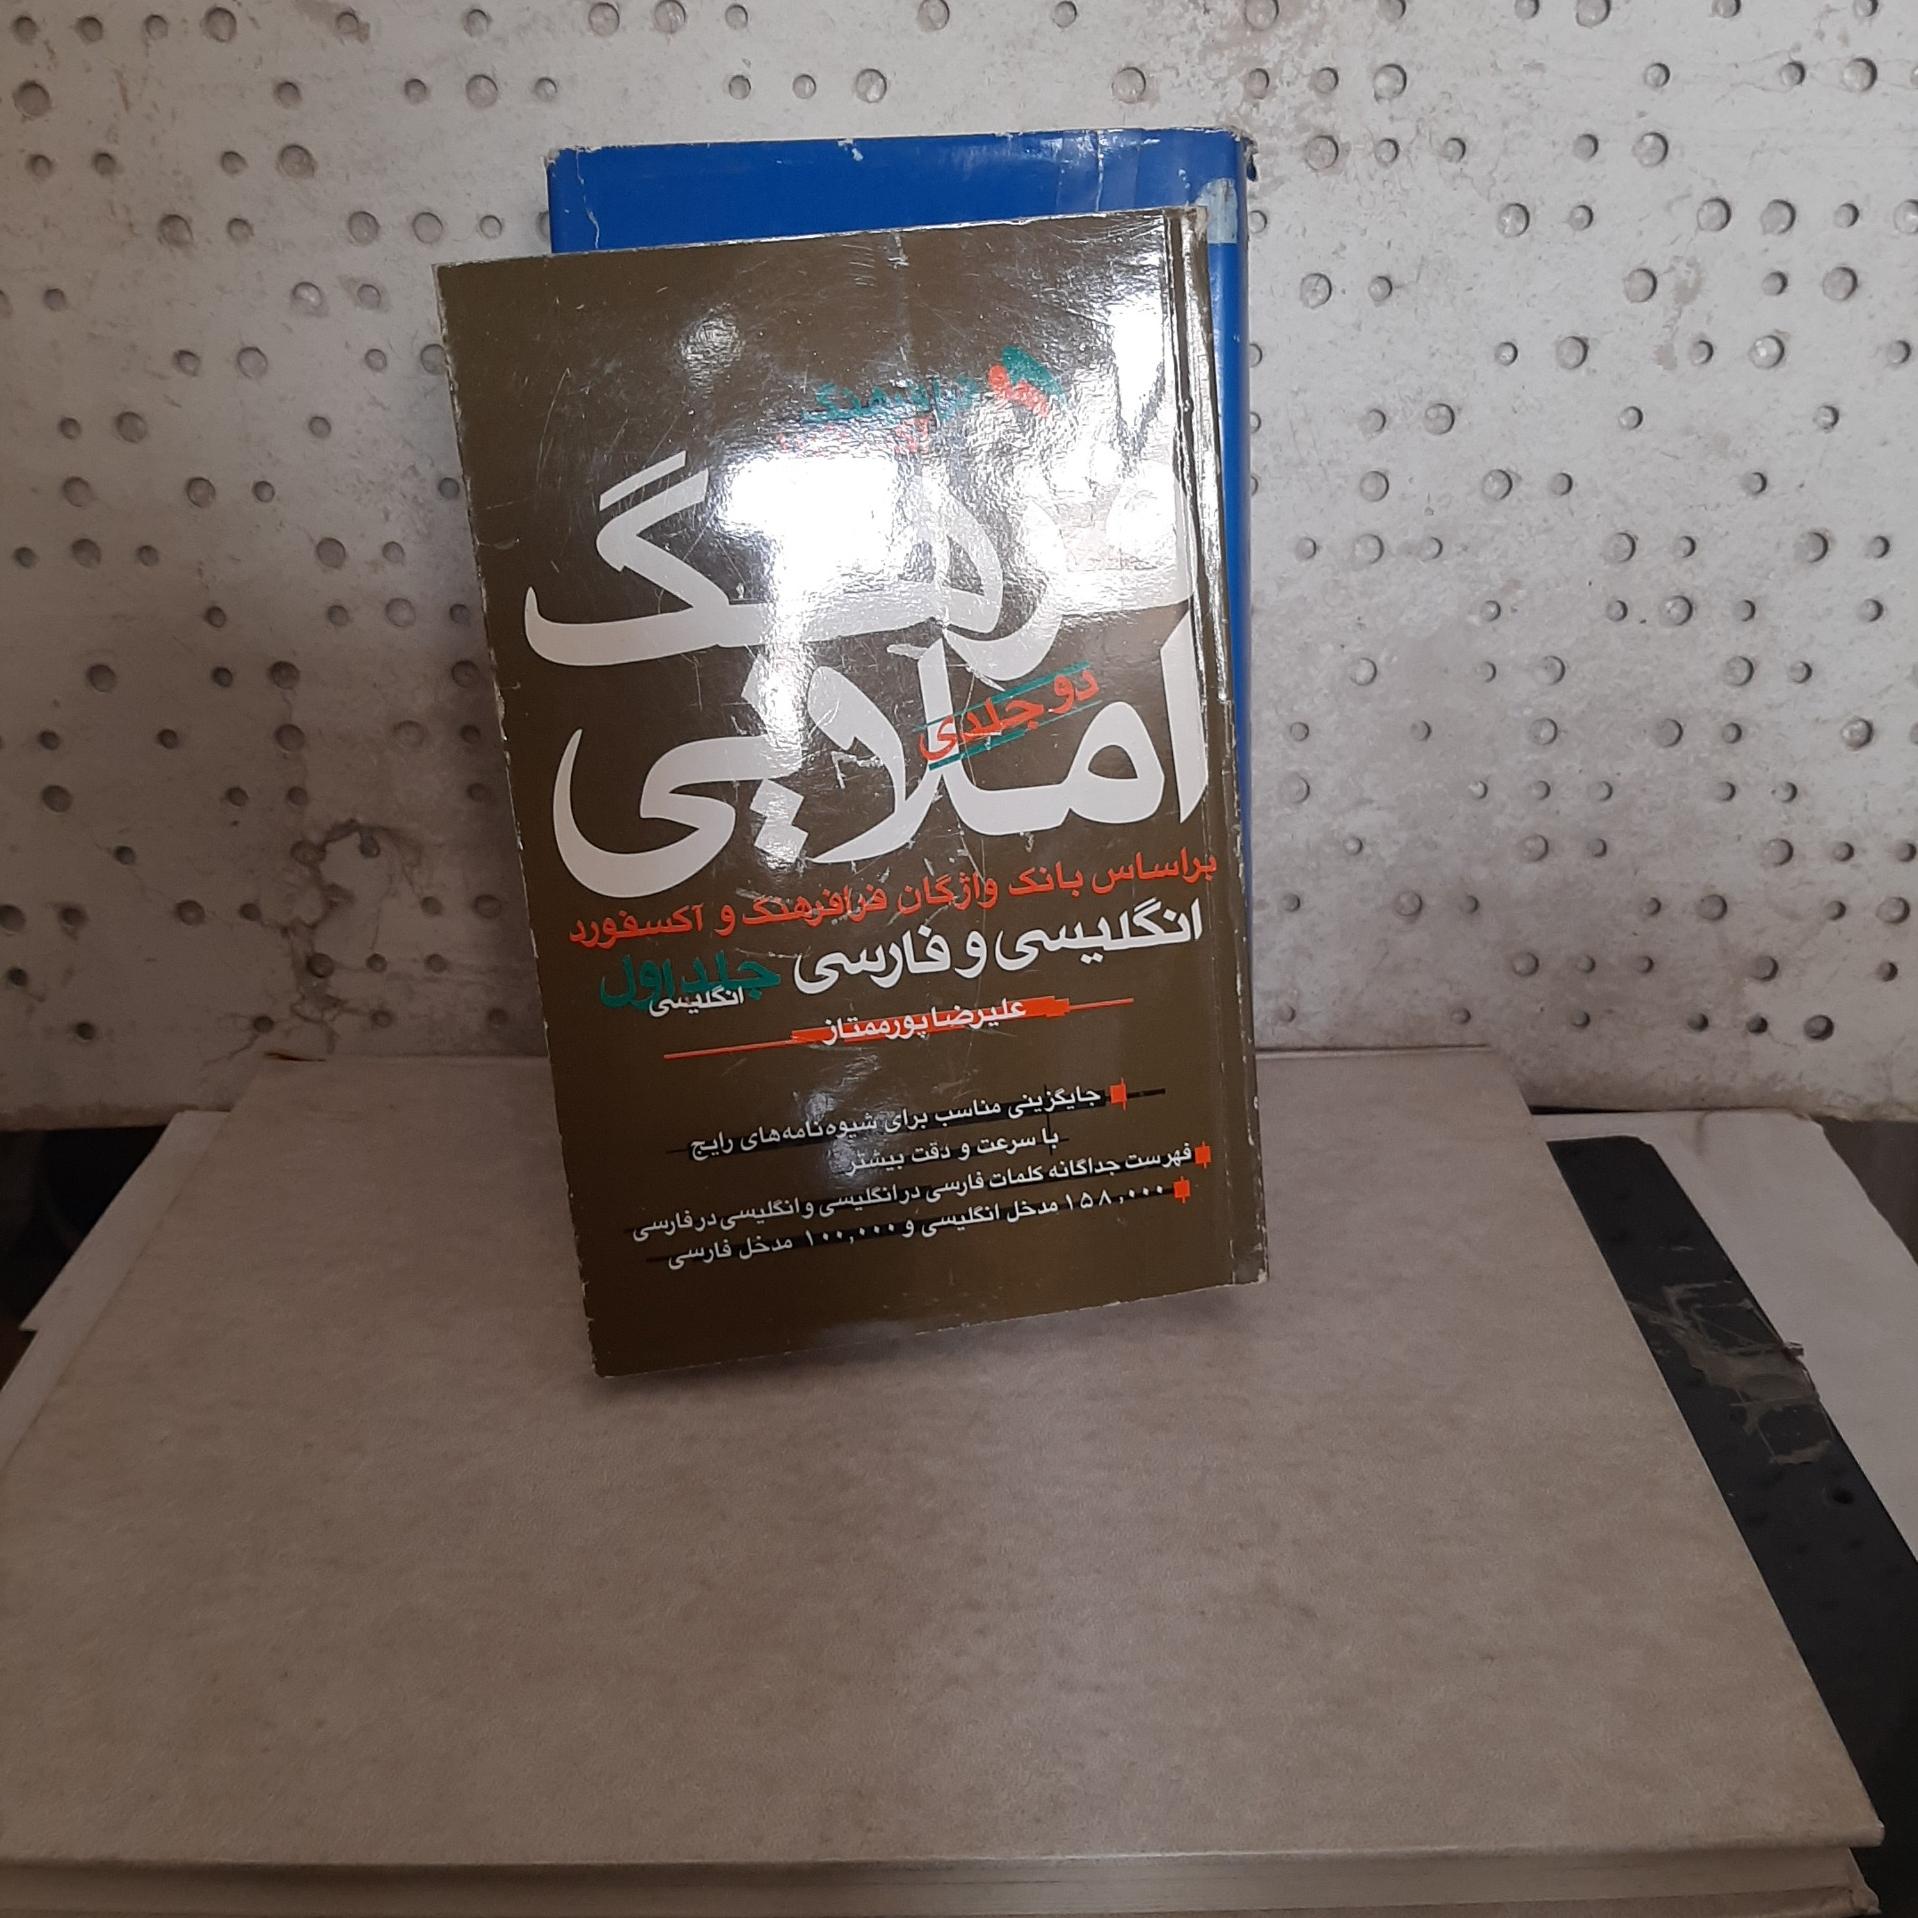 فرافرهنگ
فرهنگ
املایی
دو جلدی
براساس بانک واژگان فرافرهنگ و آکسفورد
انگلیسی و فارسی جلد اول
انگلیسی
علیرضا پورممتاز
جایگزینی مناسب برای شیوه‌نامه‌های رایج
با سرعت و دقت بیشتر
فهرست جداگانه کلمات فارسی در انگلیسی و انگلیسی در فارسی
۱۵۸,۰۰۰ مدخل انگلیسی و ۱۰۰,۰۰۰ مدخل فارسی